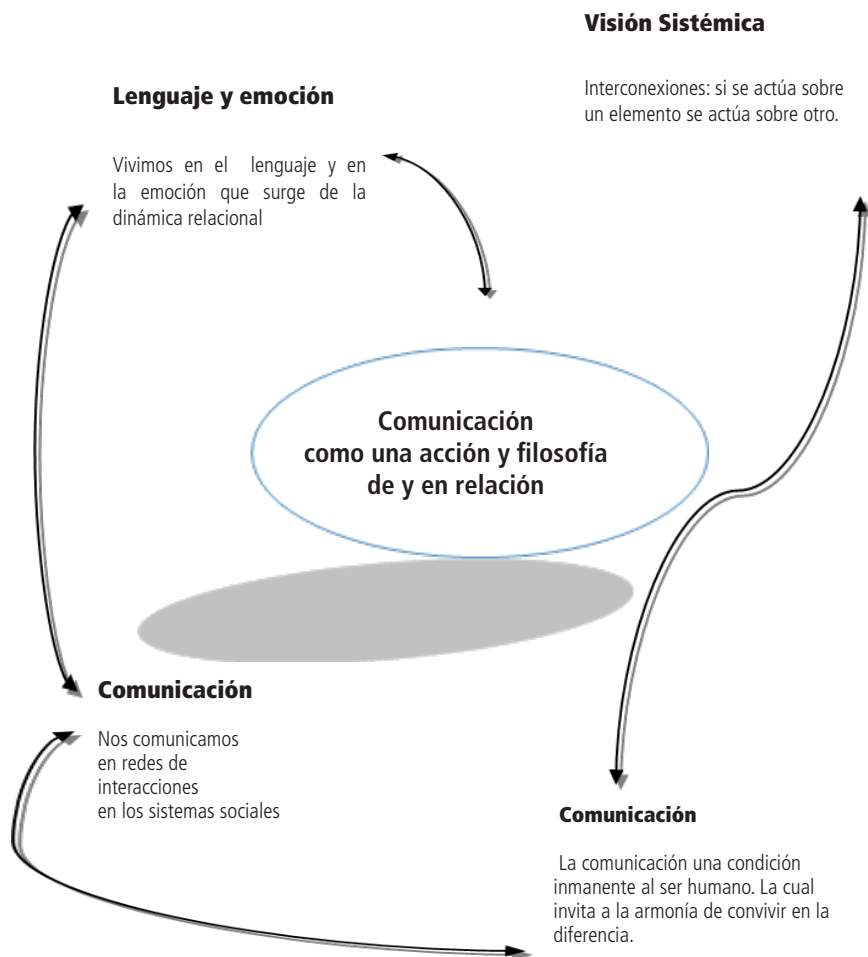 Visión Sistémica
Interconexiones: si se actúa sobre
un elemento se actúa sobre otro.
Lenguaje y emoción
Vivimos en el lenguaje y en
la emoción que surge de la
dinámica relacional
Comunicación
como una acción y filosofía
de y en relación
Comunicación
Nos comunicamos
en redes de
interacciones
en los sistemas sociales
Comunicación
La comunicación una condición
inmanente al ser humano. La cual
invita a la armonía de convivir en la
diferencia.